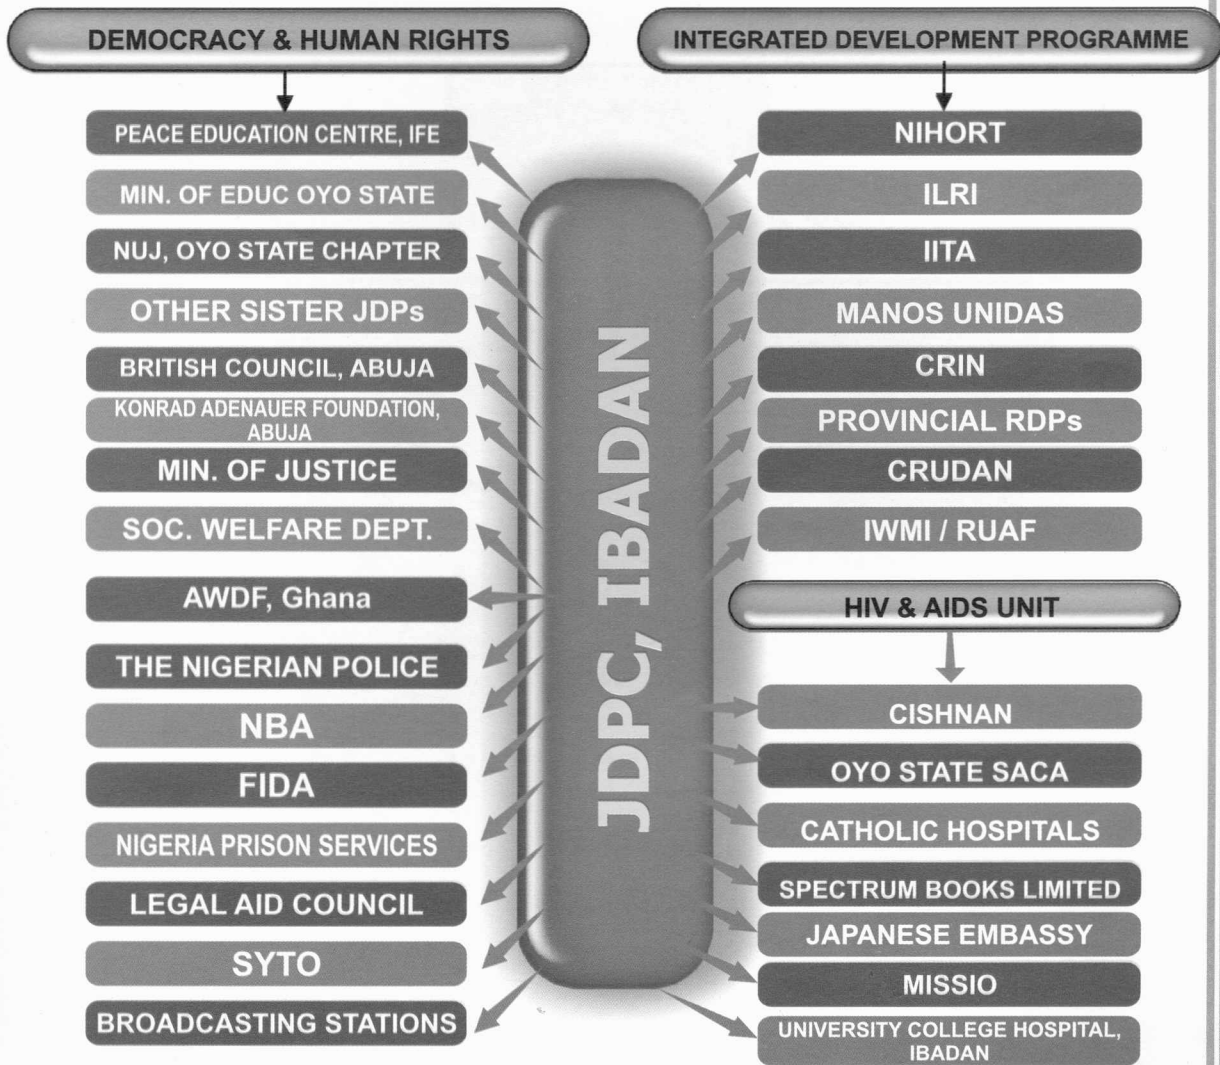 DEMOCRACY & HUMAN RIGHTS
PEACE EDUCATION CENTRE, IFE
MIN. OF EDUC OYO STATE
NUJ, OYO STATE CHAPTER
OTHER SISTER JDPs
BRITISH COUNCIL, ABUJA
KONRAD ADENAUER FOUNDATION,
ABUJA
MIN. OF JUSTICE
SOC. WELFARE DEPT.
AWDF, Ghana
THE NIGERIAN POLICE
NBA
FIDA
NIGERIA PRISON SERVICES
LEGAL AID COUNCIL
SYTO
BROADCASTING STATIONS
JDPC, IBADAN
INTEGRATED DEVELOPMENT PROGRAMME
NIHORT
ILRI
IITA
MANOS UNIDAS
CRIN
PROVINCIAL RDPs
CRUDAN
IWMI / RUAF
HIV & AIDS UNIT
CISHNAN
OYO STATE SACA
CATHOLIC HOSPITALS
SPECTRUM BOOKS LIMITED
JAPANESE EMBASSY
MISSIO
UNIVERSITY COLLEGE HOSPITAL,
IBADAN